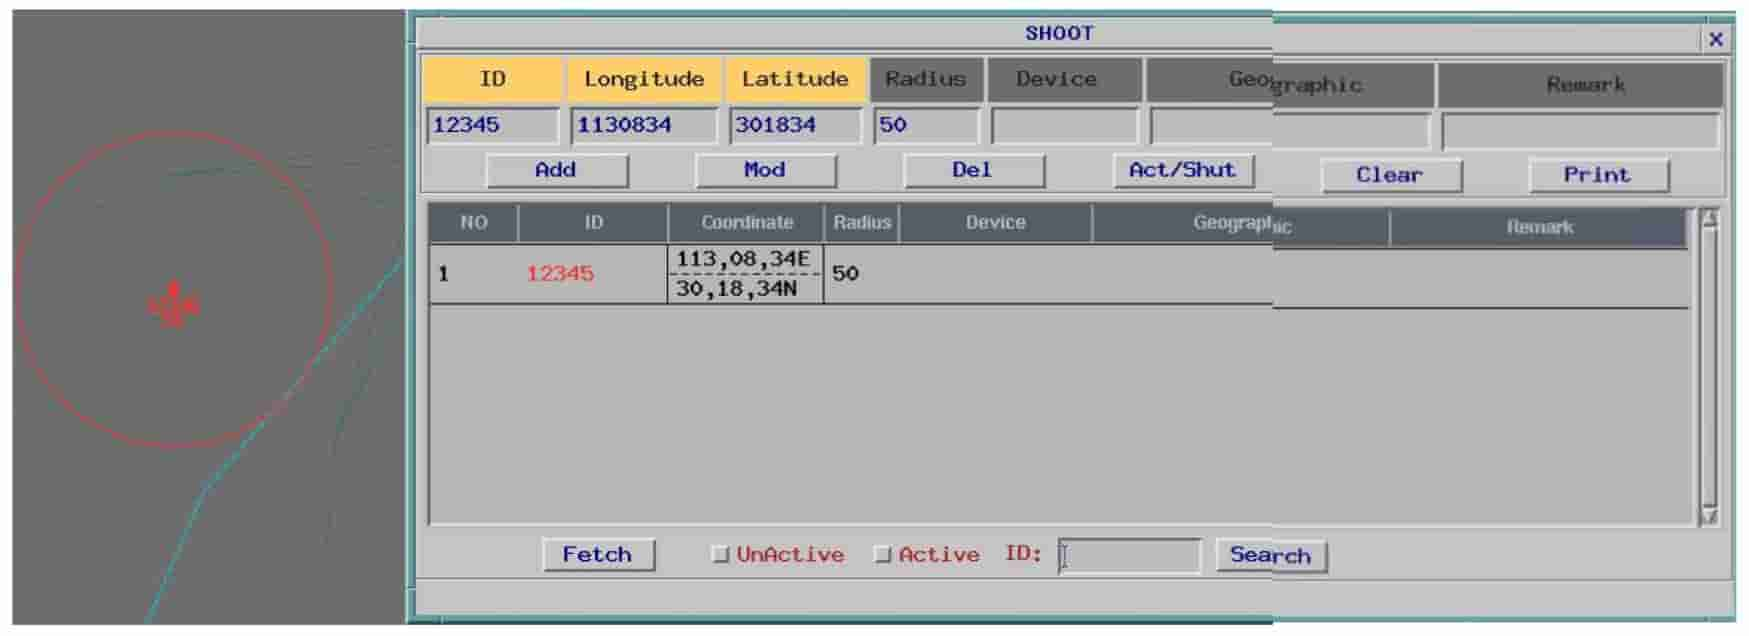 SHOOT
X
ID Longitude Latitude Radius Device Geographic Remark
12345 1130834 301834 50
Add Mod Del Act/Shut Clear Print
NO ID Coordinate Radius Device Geographic Remark
113,08,34E
1 12345 50
30,18,34N
Fetch UnActive Active ID: Search